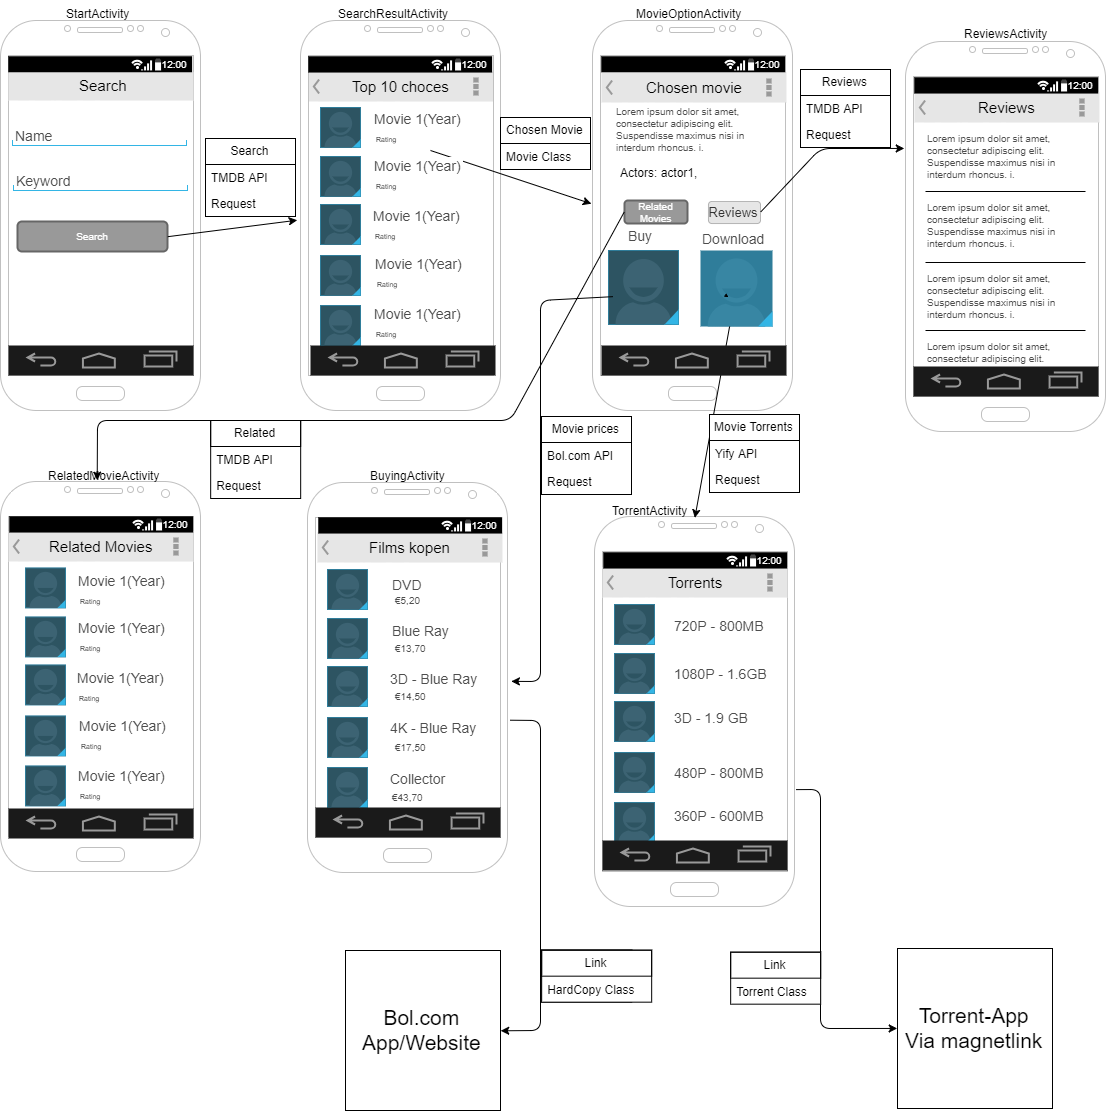 StartActivity
12:00
Search
Name
Keyword
Search
Search
TMDB API
Request
SearchResultActivity
12:00
Top 10 choces
Movie 1(Year)
Rating
Movie 1(Year)
Rating
Movie 1(Year)
Rating
Movie 1(Year)
Rating
Movie 1(Year)
Rating
Chosen Movie
Movie Class
MovieOptionActivity
12:00
Chosen movie
Lorem ipsum dolor sit amet,
consectetur adipiscing elit.
Suspendisse maximus nisi in
interdum rhoncus. i.
Actors: actor1,
Related
Movies
Reviews
Buy
Download
Reviews
TMDB API
Request
ReviewsActivity
12:00
Reviews
Lorem ipsum dolor sit amet,
consectetur adipiscing elit.
Suspendisse maximus nisi in
interdum rhoncus. i.
Lorem ipsum dolor sit amet,
consectetur adipiscing elit.
Suspendisse maximus nisi in
interdum rhoncus. i.
Lorem ipsum dolor sit amet,
consectetur adipiscing elit.
Suspendisse maximus nisi in
interdum rhoncus. i.
Lorem ipsum dolor sit amet,
consectetur adipiscing elit.
Related
TMDB API
Request
Movie prices
Bol.com API
Request
Movie Torrents
Yify API
Request
RelatedMovieActivity
12:00
Related Movies
Movie 1(Year)
Rating
Movie 1(Year)
Rating
Movie 1(Year)
Rating
Movie 1(Year)
Rating
Movie 1(Year)
Rating
BuyingActivity
12:00
Films kopen
DVD
€5,20
Blue Ray
€13,70
3D - Blue Ray
€14,50
4K - Blue Ray
€17,50
Collector
€43,70
TorrentActivity
12:00
Torrents
720P - 800MB
1080P - 1.6GB
3D - 1.9 GB
480P - 800MB
360P - 600MB
Link
HardCopy Class
Link
Torrent Class
Bol.com
App/Website
Torrent-App
Via magnetlink